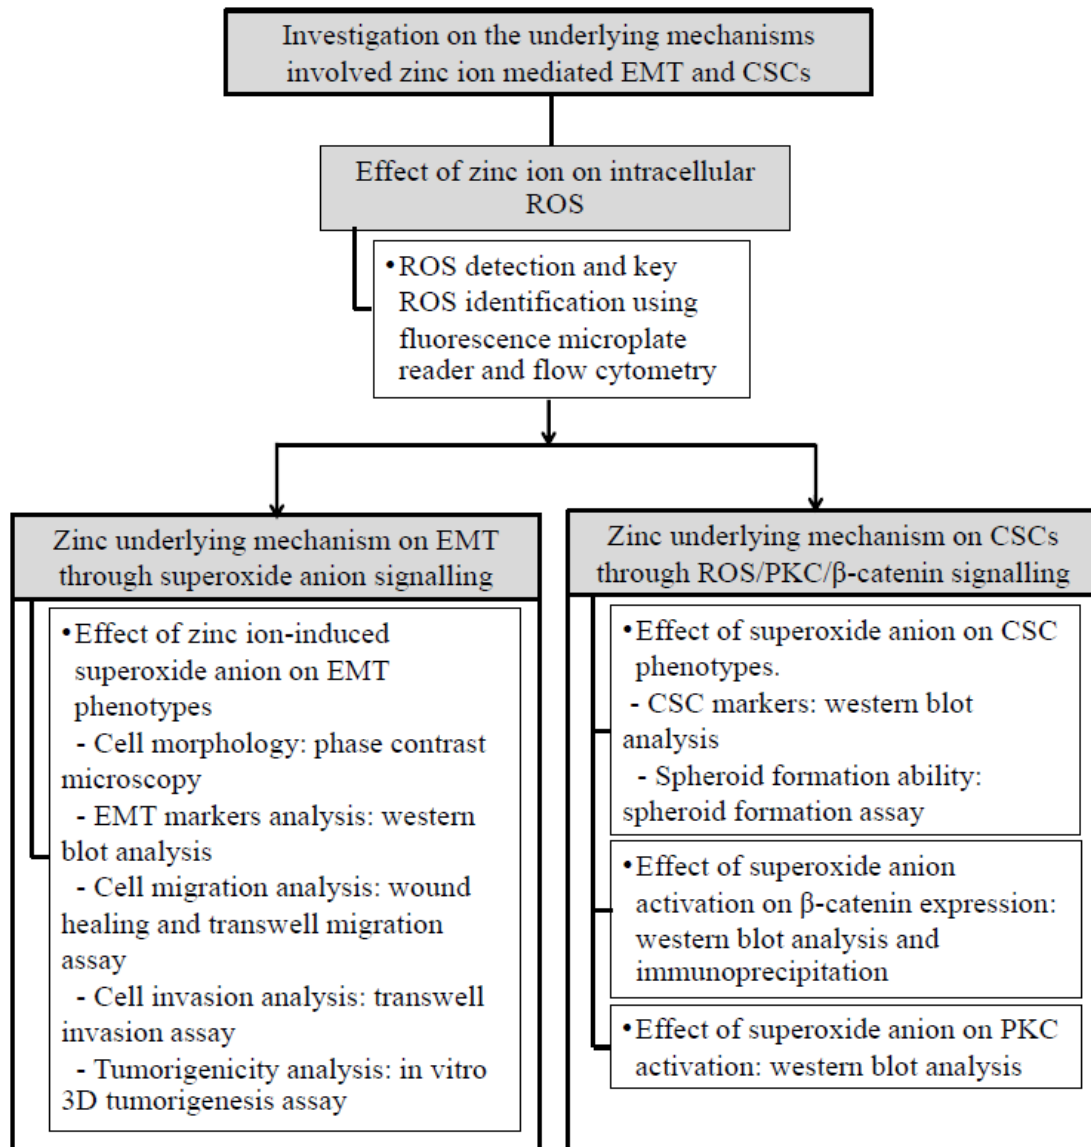 Investigation on the underlying mechanisms
involved zinc ion mediated EMT and CSCs
Effect of zinc ion on intracellular
ROS
•ROS detection and key
ROS identification using
fluorescence microplate
reader and flow cytometry
Zinc underlying mechanism on EMT
through superoxide anion signalling
•Effect of zinc ion-induced
superoxide anion on EMT
phenotypes
- Cell morphology: phase contrast
microscopy
- EMT markers analysis: western
blot analysis
- Cell migration analysis: wound
healing and transwell migration
assay
- Cell invasion analysis: transwell
invasion assay
- Tumorigenicity analysis: in vitro
3D tumorigenesis assay
Zinc underlying mechanism on CSCs
through ROS/PKC/β-catenin signalling
•Effect of superoxide anion on CSC
phenotypes.
- CSC markers: western blot
analysis
- Spheroid formation ability:
spheroid formation assay
•Effect of superoxide anion
activation on β-catenin expression:
western blot analysis and
immunoprecipitation
•Effect of superoxide anion on PKC
activation: western blot analysis